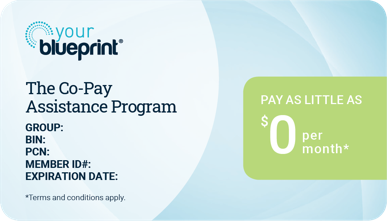 your
blueprint®
The Co-Pay
Assistance Program
GROUP:
BIN:
PCN:
MEMBER ID#:
EXPIRATION DATE:
*Terms and conditions apply.
PAY AS LITTLE AS
$0 per
month*